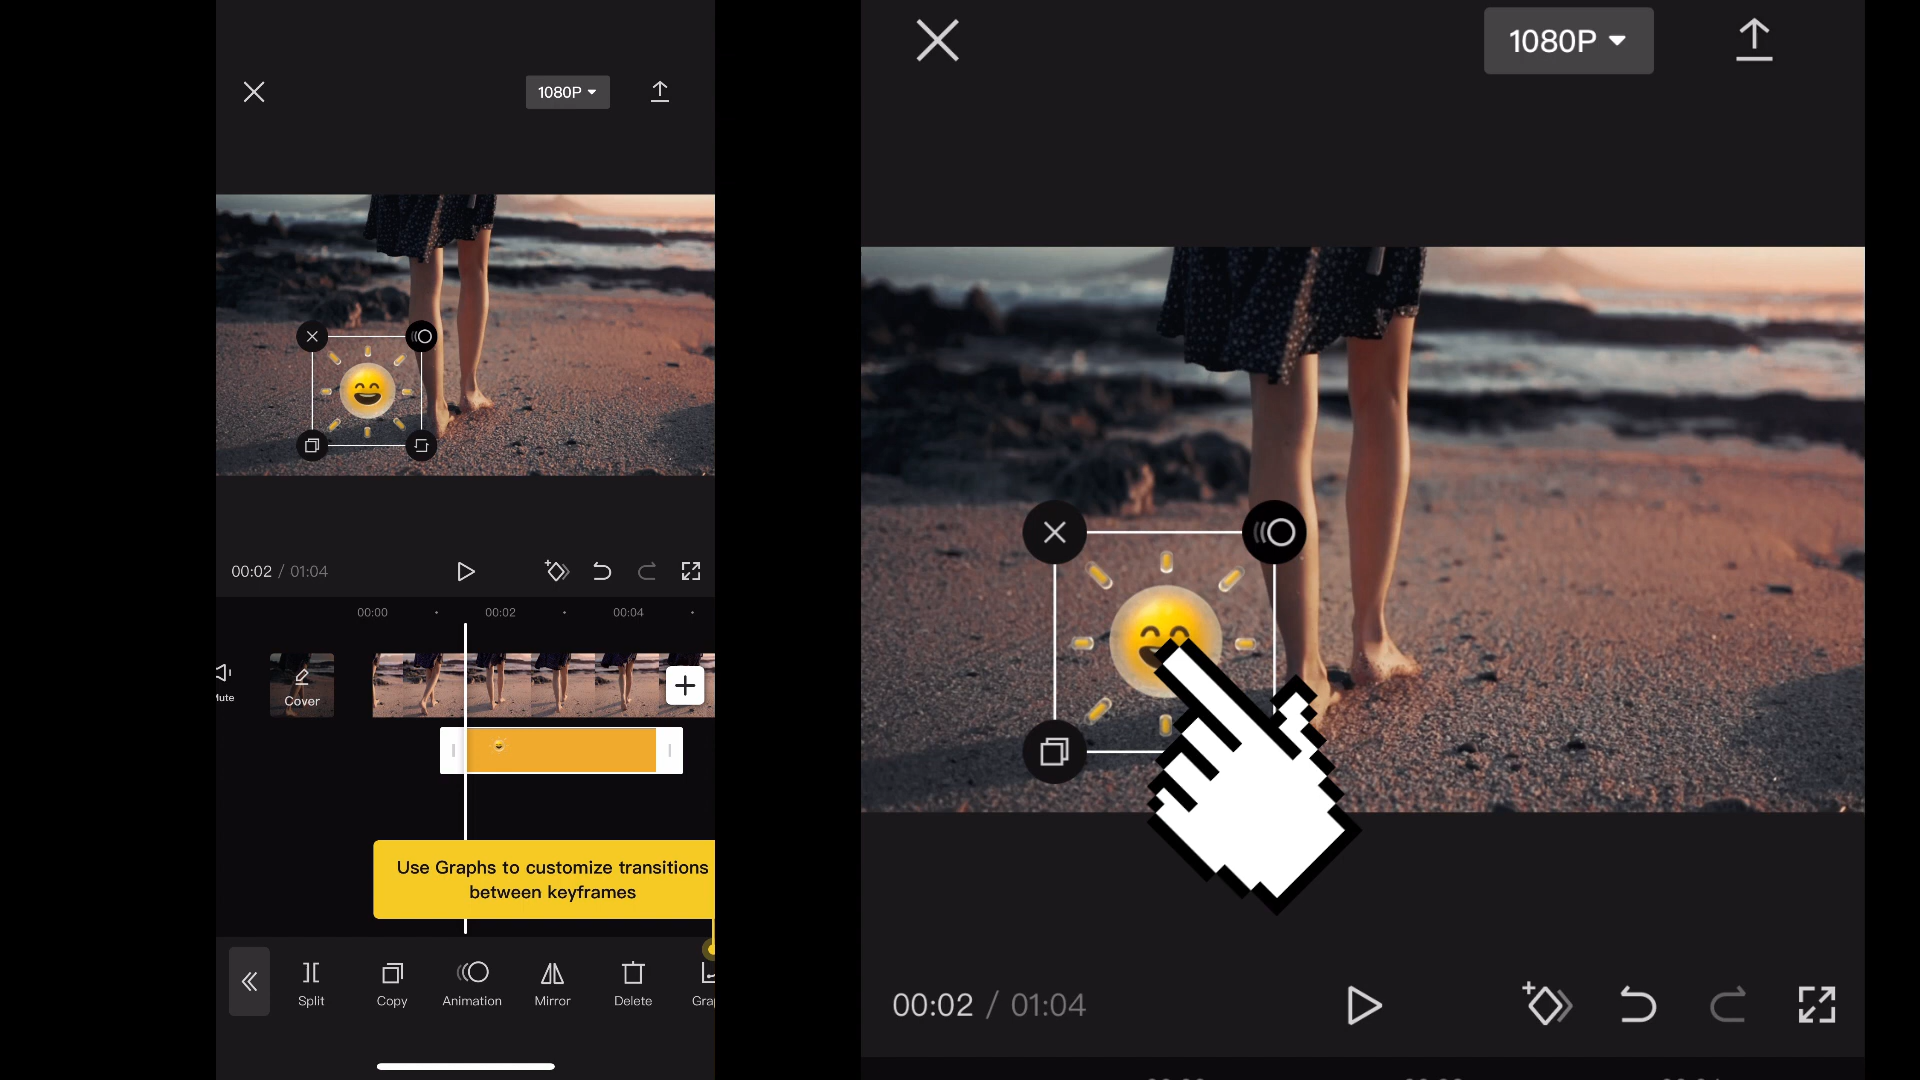 1080P
00:02 / 01:04
00:00
00:02
00:04
Cover
Use Graphs to customize transitions
between keyframes
Split
Copy
Animation
Mirror
Delete
1080P
00:02 / 01:04